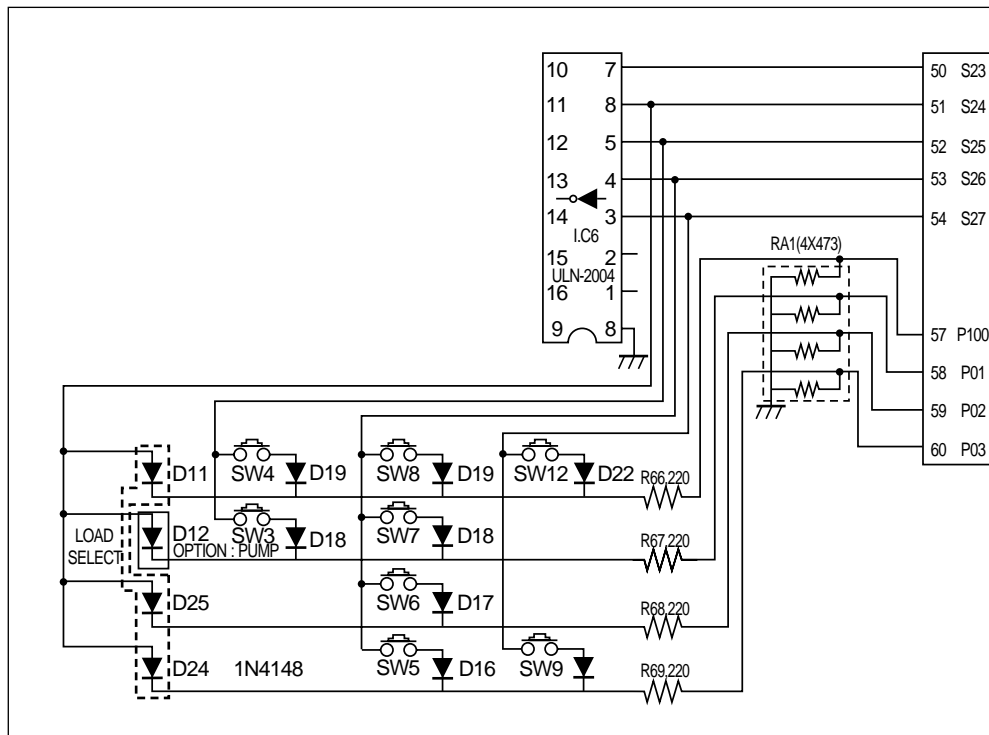 10 7 50 S23
11 8 51 S24
12 5 52 S25
13 4 53 S26
14 3 54 S27
I.C6
RA1(4X473)
15 2
ULN-2004
16 1
9 8 57 P100
58 P01
59 P02
60 P03
D11 SW4 D19 SW8 D19 SW12 D22 R66,220
LOAD
SELECT
D12 SW3 D18 SW7 D18 R67,220
OPTION : PUMP
D25 SW6 D17 R68,220
D24 1N4148 SW5 D16 SW9 R69,220